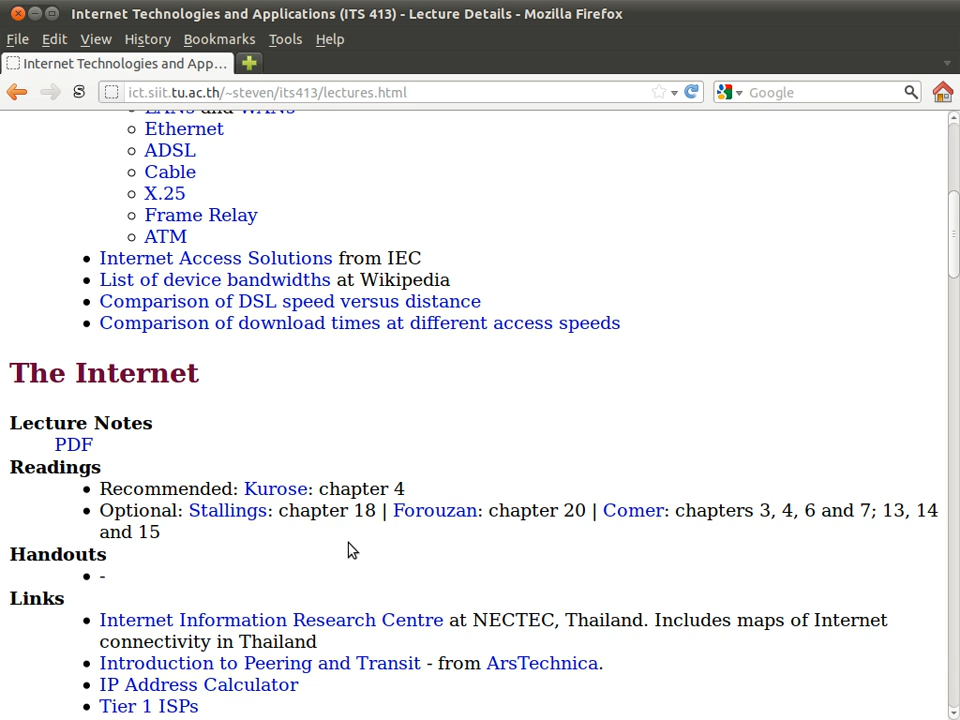 Internet Technologies and Applications (ITS 413) - Lecture Details - Mozilla Firefox
File Edit View History Bookmarks Tools Help
Internet Technologies and App...
ict.siit.tu.ac.th/~steven/its413/lectures.html
Google
LANs and WANs
Ethernet
ADSL
Cable
X.25
Frame Relay
ATM
Internet Access Solutions from IEC
List of device bandwidths at Wikipedia
Comparison of DSL speed versus distance
Comparison of download times at different access speeds
The Internet
Lecture Notes
PDF
Readings
Recommended: Kurose: chapter 4
Optional: Stallings: chapter 18 | Forouzan: chapter 20 | Comer: chapters 3, 4, 6 and 7; 13, 14
and 15
Handouts
-
Links
Internet Information Research Centre at NECTEC, Thailand. Includes maps of Internet
connectivity in Thailand
Introduction to Peering and Transit - from ArsTechnica.
IP Address Calculator
Tier 1 ISPs